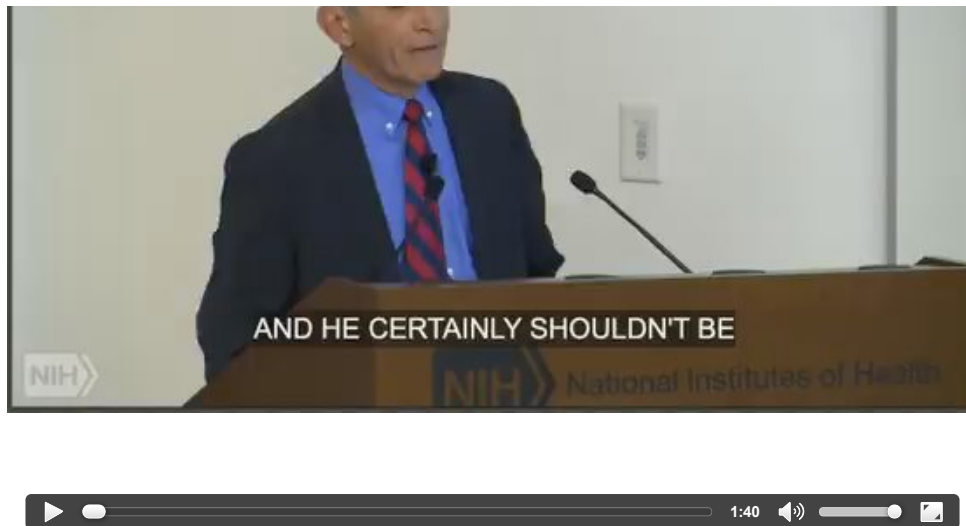 AND HE CERTAINLY SHOULDN'T BE
NIH
NIH National Institutes of Health
1:40